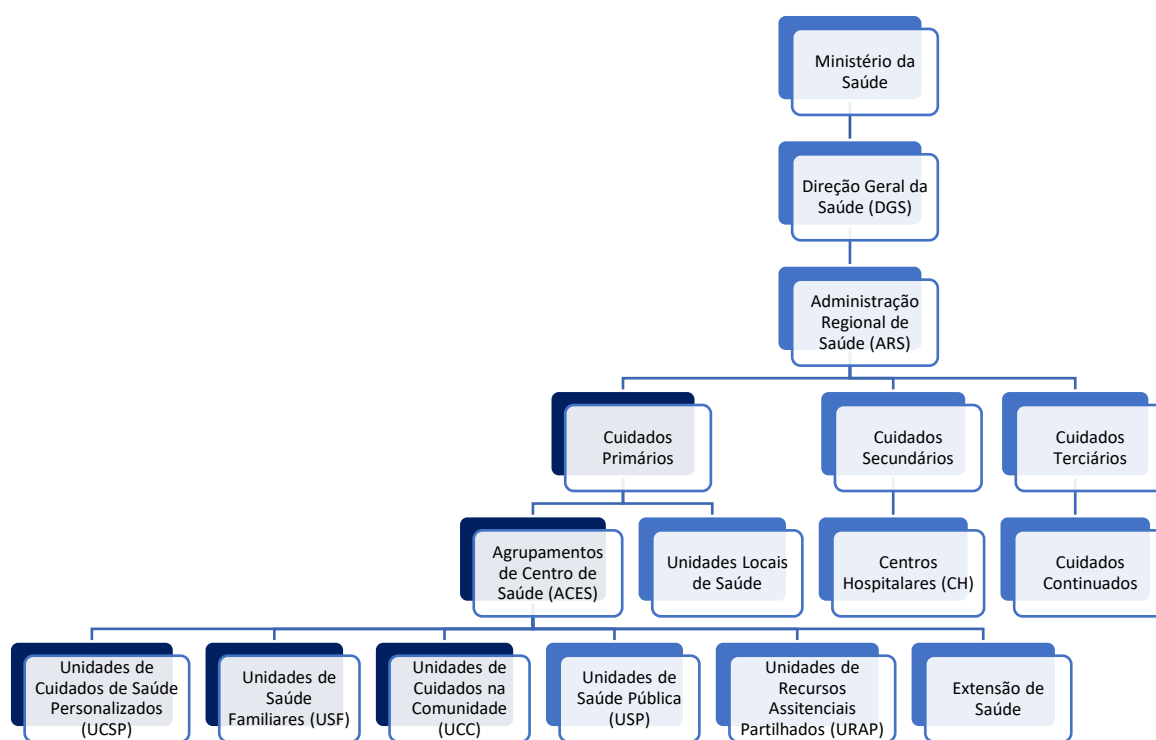 Ministério da
Saúde
Direção Geral da
Saúde (DGS)
Administração
Regional de
Saúde (ARS)
Cuidados
Primários
Cuidados
Secundários
Cuidados
Terciários
Agrupamentos
de Centro de
Saúde (ACES)
Unidades Locais
de Saúde
Centros
Hospitalares (CH)
Cuidados
Continuados
Unidades de
Cuidados de Saúde
Personalizados
(UCSP)
Unidades de
Saúde
Familiares (USF)
Unidades de
Cuidados na
Comunidade
(UCC)
Unidades de
Saúde Pública
(USP)
Unidades de
Recursos
Assitenciais
Partilhados (URAP)
Extensão de
Saúde